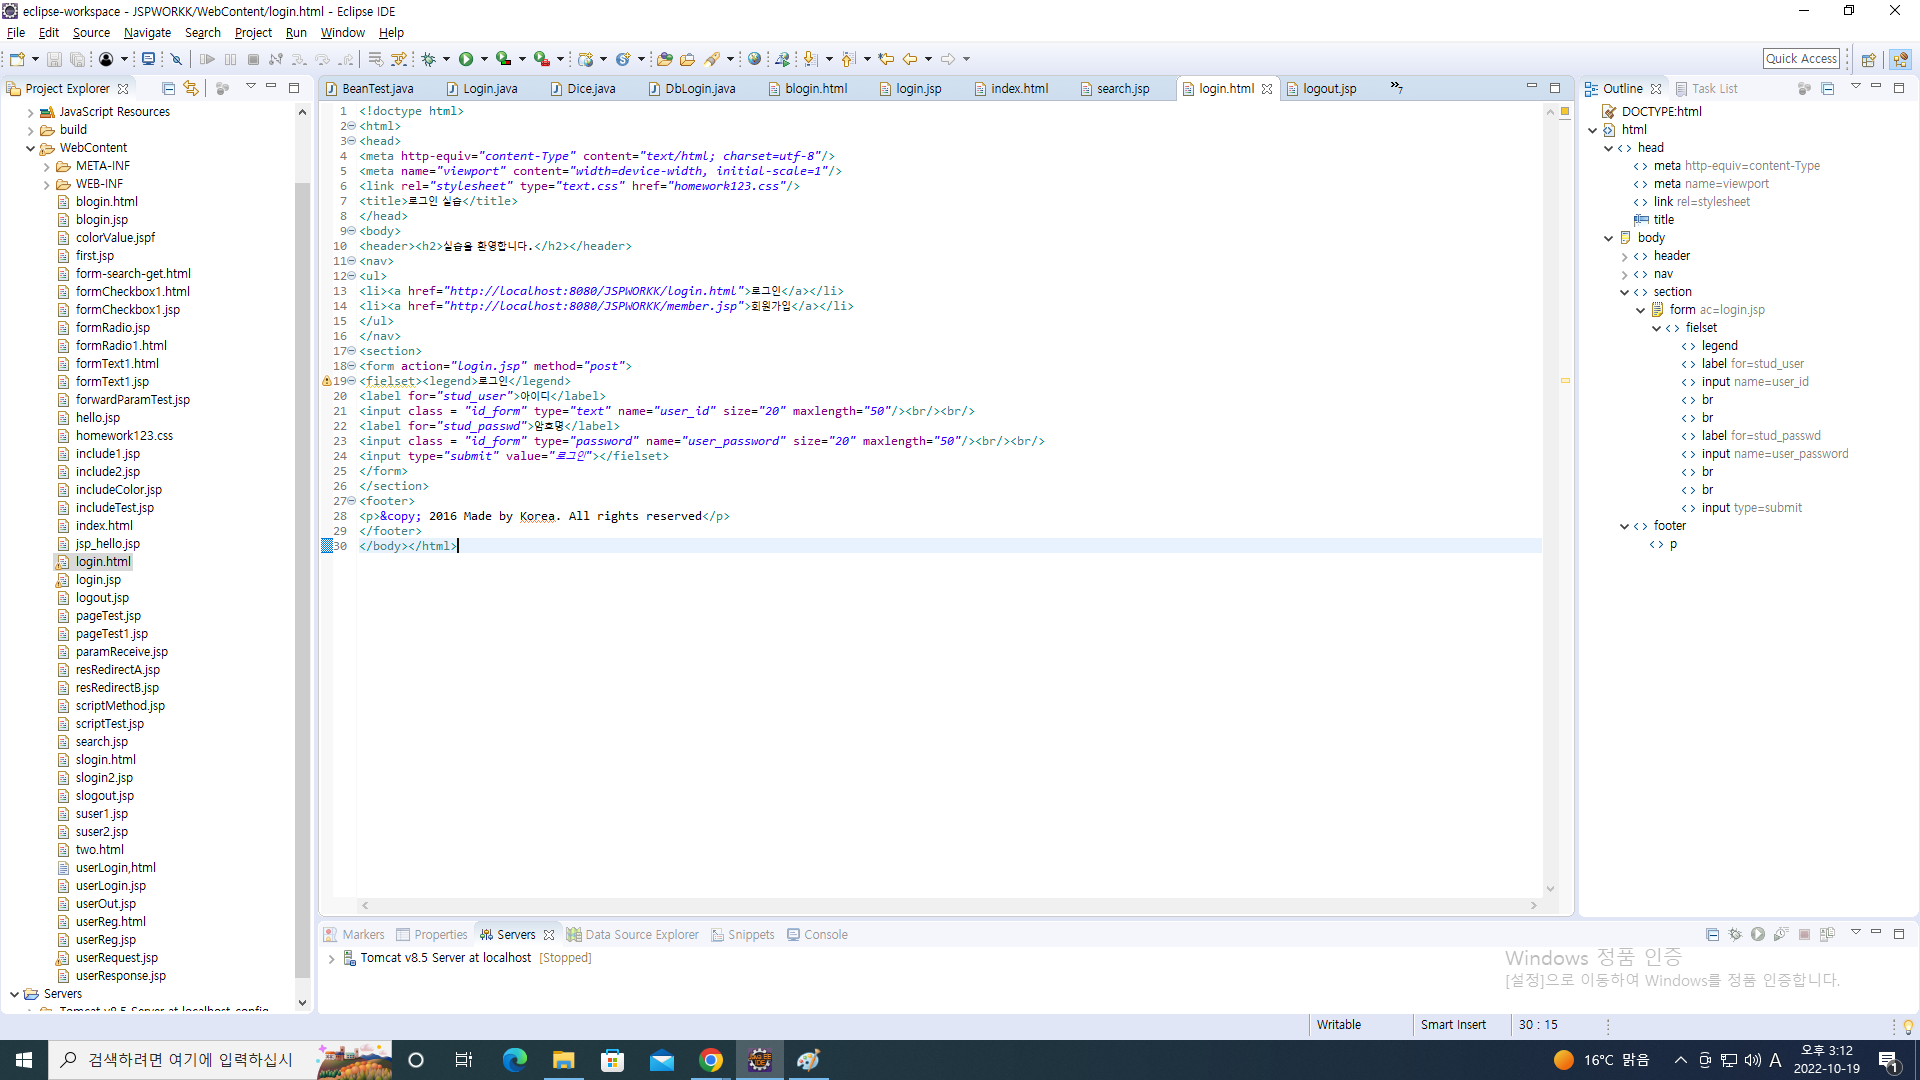 eclipse-workspace - JSPWORKK/WebContent/login.html - Eclipse IDE
File Edit Source Navigate Search Project Run Window Help
Quick Access
Project Explorer
JavaScript Resources
build
WebContent
META-INF
WEB-INF
blogin.html
blogin.jsp
colorValue.jspf
first.jsp
form-search-get.html
formCheckbox1.html
formCheckbox1.jsp
formRadio.jsp
formRadio1.html
formText1.html
formText1.jsp
forwardParamTest.jsp
hello.jsp
homework123.css
include1.jsp
include2.jsp
includeColor.jsp
includeTest.jsp
index.html
jsp_hello.jsp
login.html
login.jsp
logout.jsp
pageTest.jsp
pageTest1.jsp
paramReceive.jsp
resRedirectA.jsp
resRedirectB.jsp
scriptMethod.jsp
scriptTest.jsp
search.jsp
slogin.html
slogin2.jsp
slogout.jsp
suser1.jsp
suser2.jsp
two.html
userLogin,html
userLogin.jsp
userOut.jsp
userReg.html
userReg.jsp
userRequest.jsp
userResponse.jsp
Servers
Tomcat v8.5 Server at localhost-config
BeanTest.java Login.java Dice.java DbLogin.java blogin.html login.jsp index.html search.jsp login.html logout.jsp »7
1 <!doctype html>
2 <html>
3 <head>
4 <meta http-equiv="content-Type" content="text/html; charset=utf-8"/>
5 <meta name="viewport" content="width=device-width, initial-scale=1"/>
6 <link rel="stylesheet" type="text.css" href="homework123.css"/>
7 <title>로그인 실습</title>
8 </head>
9 <body>
10 <header><h2>실습을 환영합니다.</h2></header>
11 <nav>
12 <ul>
13 <li><a href="http://localhost:8080/JSPWORKK/login.html">로그인</a></li>
14 <li><a href="http://localhost:8080/JSPWORKK/member.jsp">회원가입</a></li>
15 </ul>
16 </nav>
17 <section>
18 <form action="login.jsp" method="post">
19 <fielset><legend>로그인</legend>
20 <label for="stud_user">아이디</label>
21 <input class = "id_form" type="text" name="user_id" size="20" maxlength="50"/><br/><br/>
22 <label for="stud_passwd">암호명</label>
23 <input class = "id_form" type="password" name="user_password" size="20" maxlength="50"/><br/><br/>
24 <input type="submit" value="로그인"></fielset>
25 </form>
26 </section>
27 <footer>
28 <p>&copy; 2016 Made by Korea. All rights reserved</p>
29 </footer>
30 </body></html>
Outline Task List
DOCTYPE:html
html
head
meta http-equiv=content-Type
meta name=viewport
link rel=stylesheet
title
body
header
nav
section
form ac=login.jsp
fielset
legend
label for=stud_user
input name=user_id
br
br
label for=stud_passwd
input name=user_password
br
br
input type=submit
footer
p
Markers Properties Servers Data Source Explorer Snippets Console
Tomcat v8.5 Server at localhost [Stopped]
Windows 정품 인증
[설정]으로 이동하여 Windows를 정품 인증합니다.
Writable Smart Insert 30 : 15
검색하려면 여기에 입력하십시
16°C 맑음 A 오후 3:12
2022-10-19
1